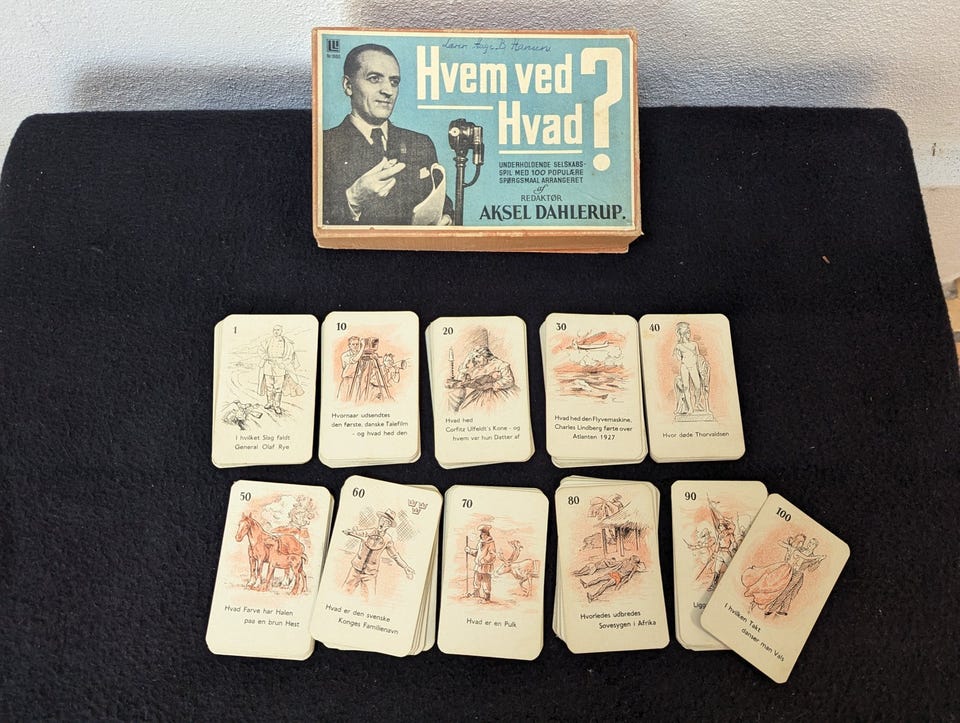 Hvem ved
Hvad?
UNDERHOLDENDE SELSKABS-
SPIL MED 100 POPULÆRE
SPØRGSMAAL ARRANGERET
af
REDAKTØR
AKSEL DAHLERUP.
1
I hvilket Slag faldt
General Olaf Rye
10
Hvornaar udsendtes
den første, danske Talefilm
- og hvad hed den
20
Hvad hed
Corfitz Ulfeldt's Kone - og
hvem var hun Datter af
30
Hvad hed den Flyvemaskine,
Charles Lindberg førte over
Atlanten 1927
40
Hvor døde Thorvaldsen
50
Hvad Farve har Halen
paa en brun Hest
60
Hvad er den svenske
Konges Familienavn
70
Hvad er en Pulk
80
Hvorledes udbredes
Sovesygen i Afrika
90
Ligg
100
I hvilken Takt
danser man Vals